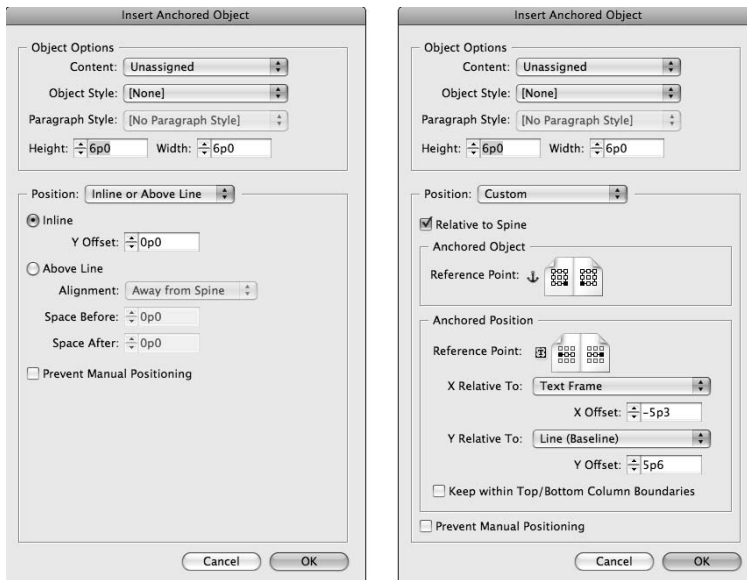 Insert Anchored Object
Object Options
Content: Unassigned
Object Style: [None]
Paragraph Style: [No Paragraph Style]
Height: 6p0 Width: 6p0
Position: Inline or Above Line
Inline
Y Offset: 0p0
Above Line
Alignment: Away from Spine
Space Before: 0p0
Space After: 0p0
Prevent Manual Positioning
Cancel OK
Insert Anchored Object
Object Options
Content: Unassigned
Object Style: [None]
Paragraph Style: [No Paragraph Style]
Height: 6p0 Width: 6p0
Position: Custom
Relative to Spine
Anchored Object
Reference Point:
Anchored Position
Reference Point:
X Relative To: Text Frame
X Offset: -5p3
Y Relative To: Line (Baseline)
Y Offset: 5p6
Keep within Top/Bottom Column Boundaries
Prevent Manual Positioning
Cancel OK